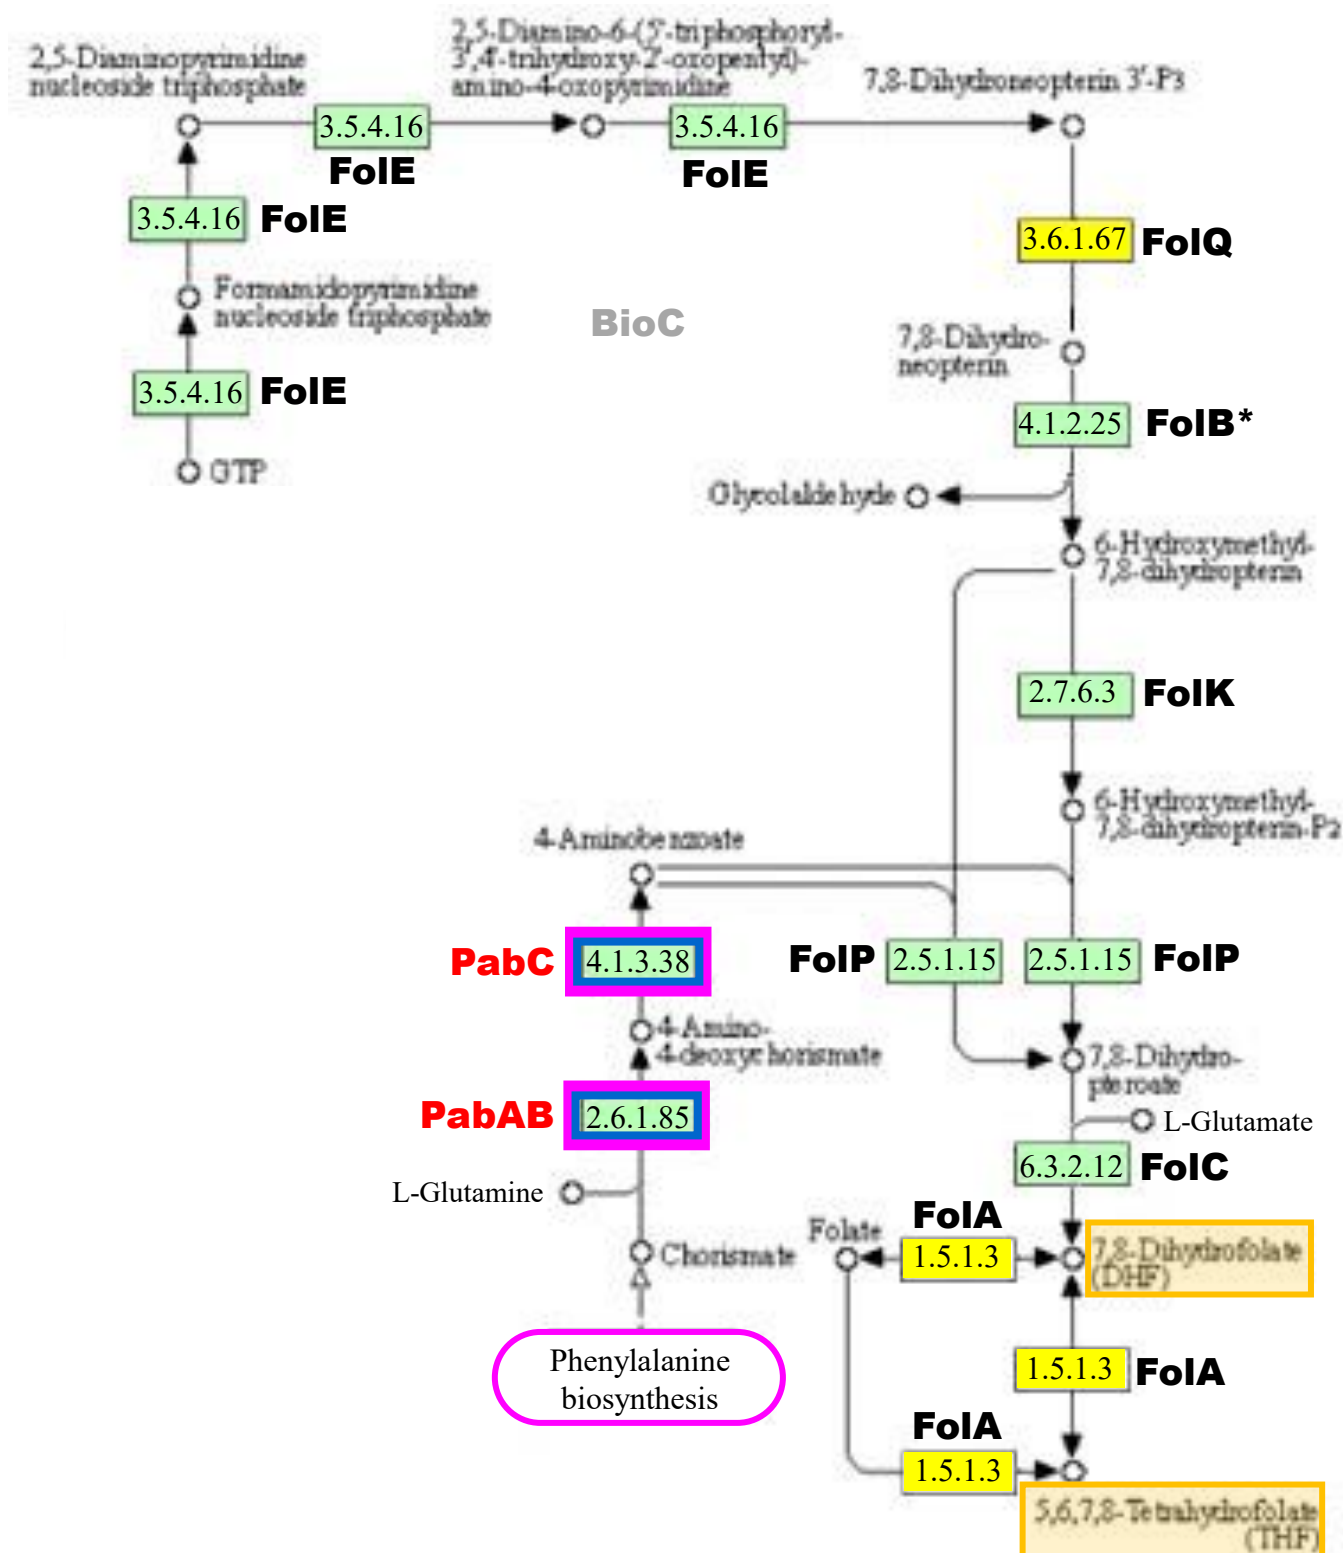 2,5-Diaminopyrimidine
nucleoside triphosphate
2,5-Diamino-6-(5'-triphosphoryl-
3',4'-trihydroxy-2'-oxopentyl)-
amino-4-oxopyrimidine
7,8-Dihydroneopterin 3'-P3
3.5.4.16
FolE
3.5.4.16
FolE
3.5.4.16 FolE
3.6.1.67 FolQ
Formamidopyrimidine
nucleoside triphosphate
BioC
7,8-Dihydro-
neopterin
3.5.4.16 FolE
4.1.2.25 FolB*
GTP
Glycolaldehyde
6-Hydroxymethyl-
7,8-dihydropterin
2.7.6.3 FolK
6-Hydroxymethyl-
7,8-dihydropterin-P2
4-Aminobenzoate
PabC 4.1.3.38
FolP 2.5.1.15
2.5.1.15 FolP
4-Amino-
4-deoxychorismate
7,8-Dihydro-
pteroate
PabAB 2.6.1.85
L-Glutamate
6.3.2.12 FolC
L-Glutamine
FolA
Folate
1.5.1.3
7,8-Dihydrofolate
(DHF)
Chorismate
Phenylalanine
biosynthesis
1.5.1.3 FolA
FolA
1.5.1.3
5,6,7,8-Tetrahydrofolate
(THF)